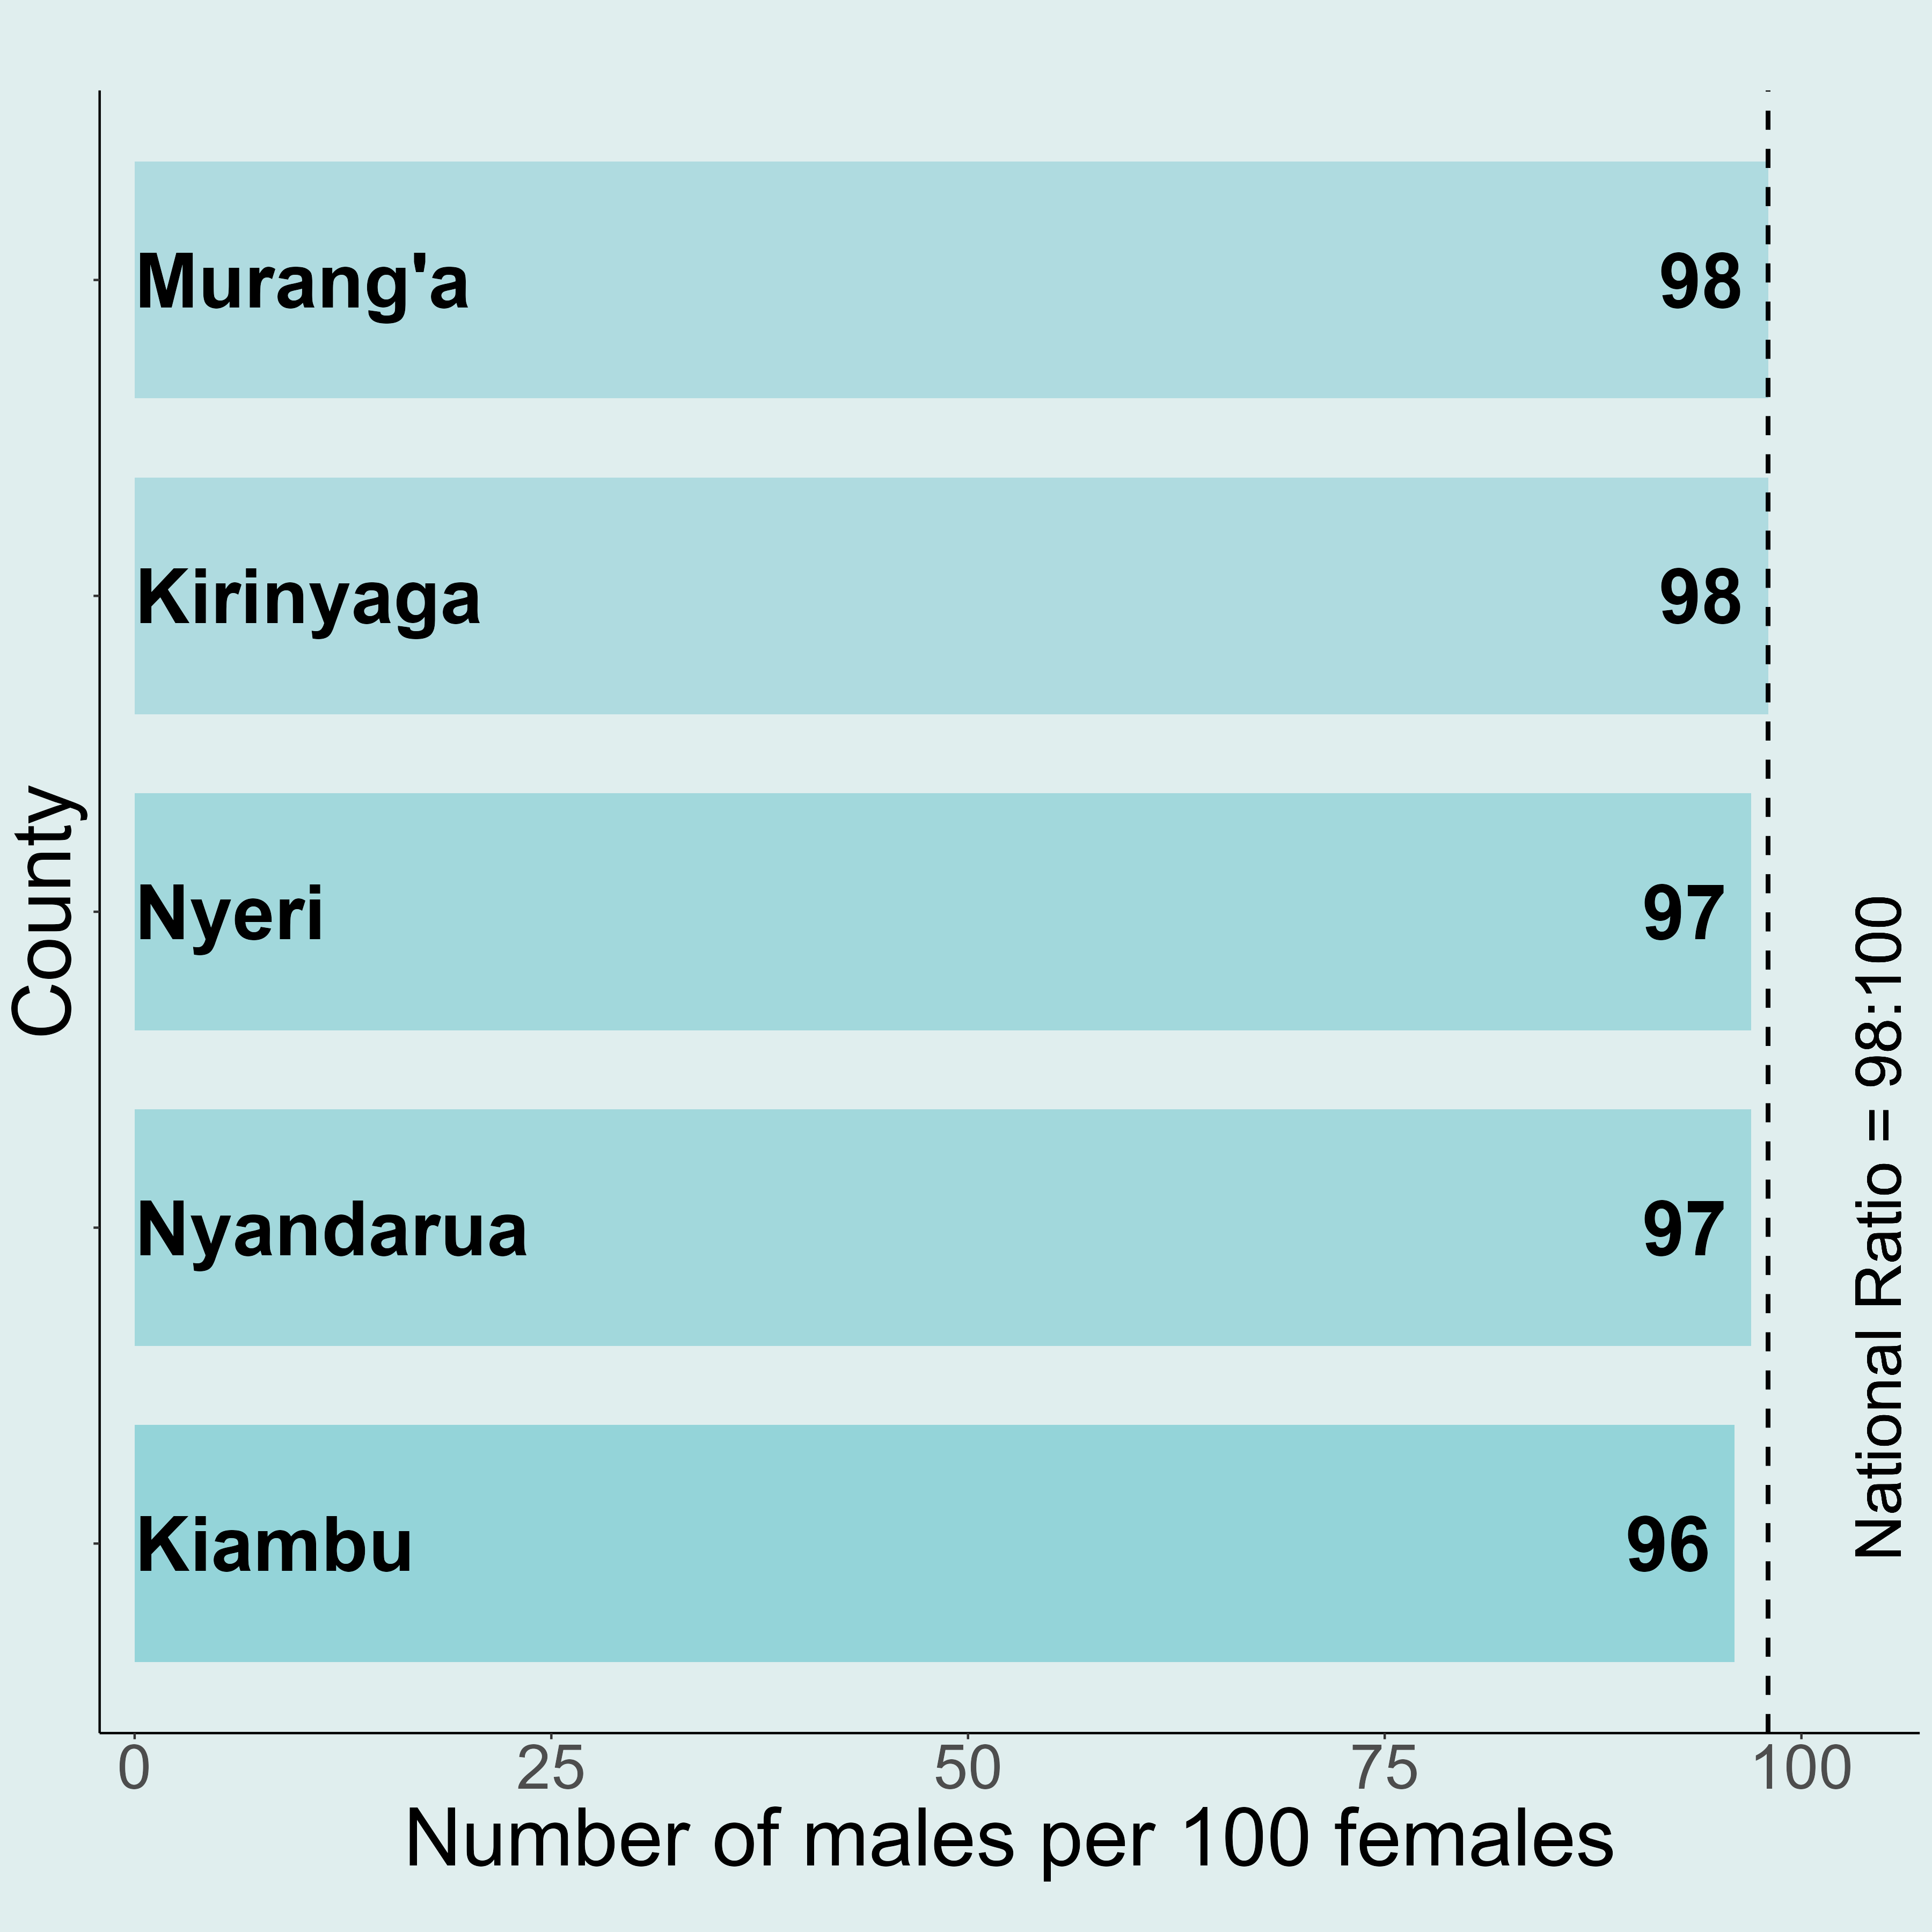 Murang'a 98
Kirinyaga 98
Nyeri 97
Nyandarua 97
Kiambu 96
County
National Ratio = 98:100
0 25 50 75 100
Number of males per 100 females